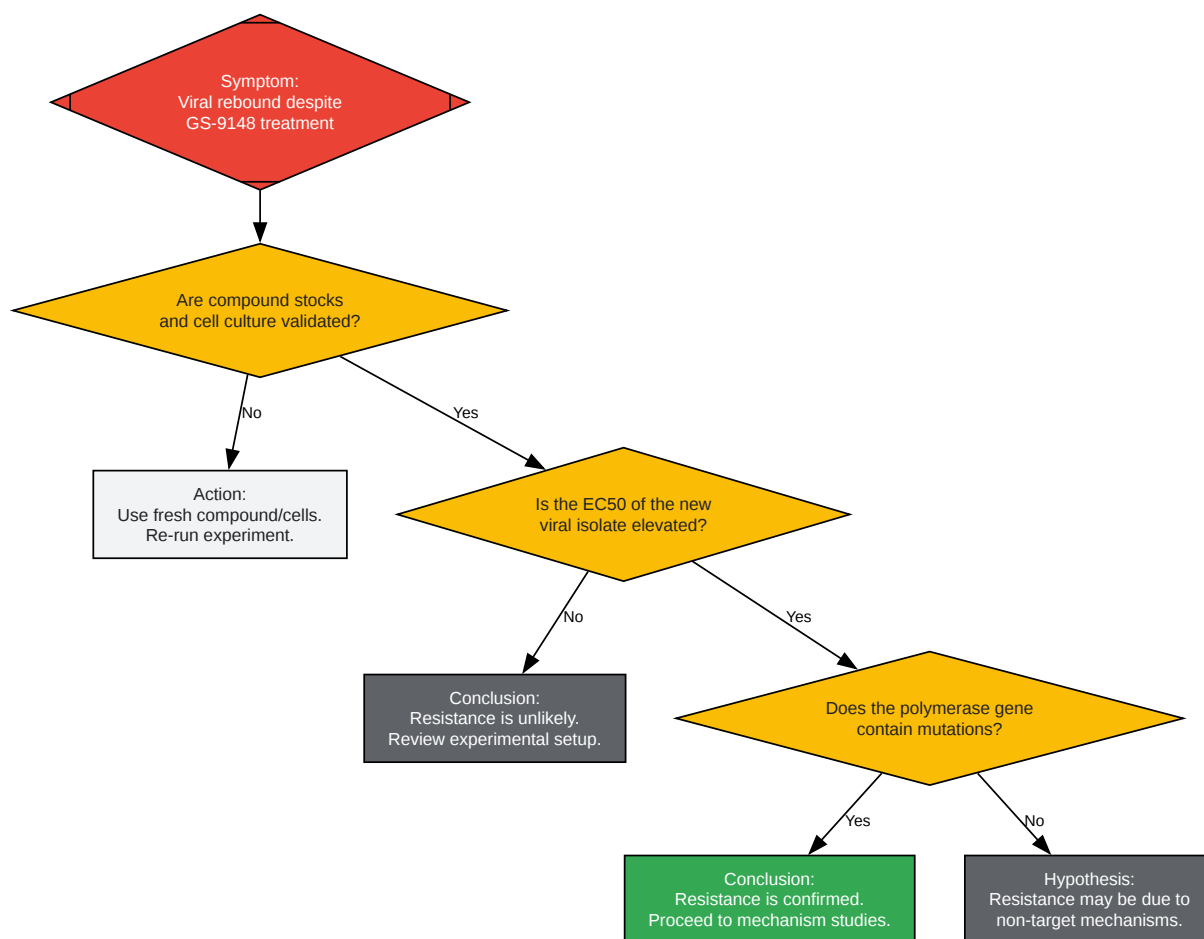 Symptom:
Viral rebound despite
GS-9148 treatment
Are compound stocks
and cell culture validated?
No
Yes
Action:
Use fresh compound/cells.
Re-run experiment.
Is the EC50 of the new
viral isolate elevated?
No
Yes
Conclusion:
Resistance is unlikely.
Review experimental setup.
Does the polymerase gene
contain mutations?
Yes
No
Conclusion:
Resistance is confirmed.
Proceed to mechanism studies.
Hypothesis:
Resistance may be due to
non-target mechanisms.